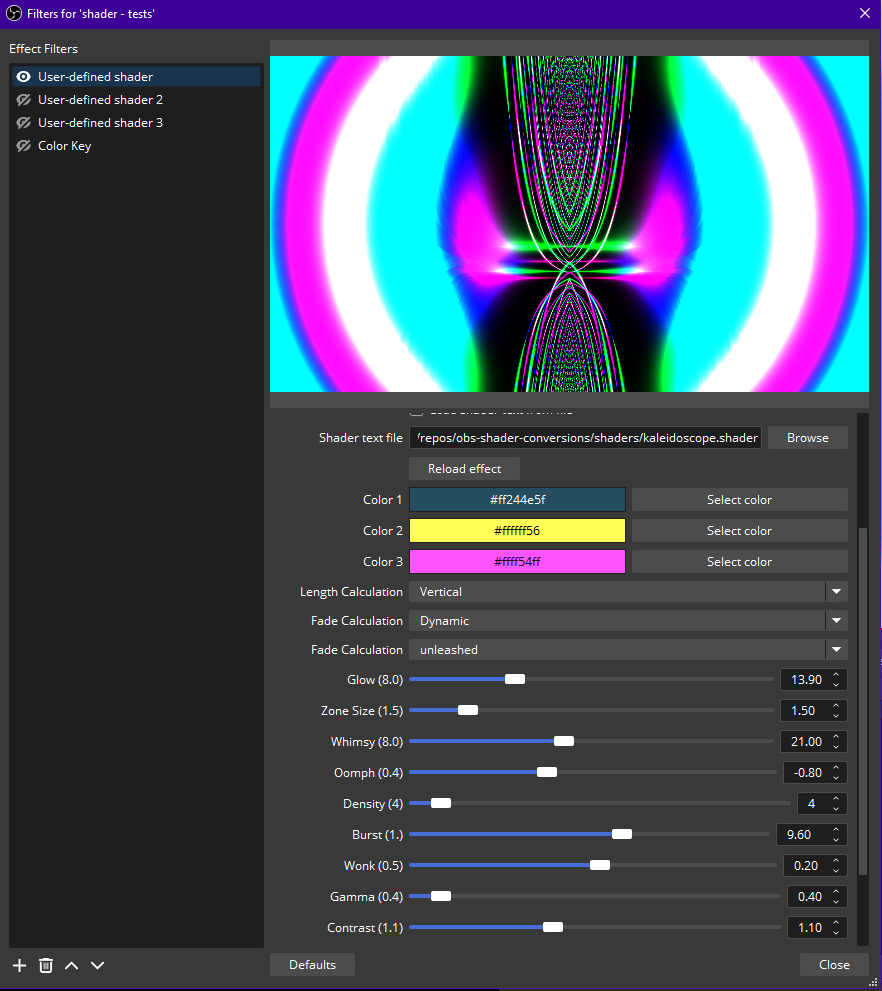 Filters for 'shader - tests'
Effect Filters
User-defined shader
User-defined shader 2
User-defined shader 3
Color Key
Shader text file /repos/obs-shader-conversions/shaders/kaleidoscope.shader Browse
Reload effect
Color 1 #ff244e5f Select color
Color 2 #ffffff56 Select color
Color 3 #ffff54ff Select color
Length Calculation Vertical
Fade Calculation Dynamic
Fade Calculation unleashed
Glow (8.0) 13.90
Zone Size (1.5) 1.50
Whimsy (8.0) 21.00
Oomph (0.4) -0.80
Density (4) 4
Burst (1.) 9.60
Wonk (0.5) 0.20
Gamma (0.4) 0.40
Contrast (1.1) 1.10
Defaults Close